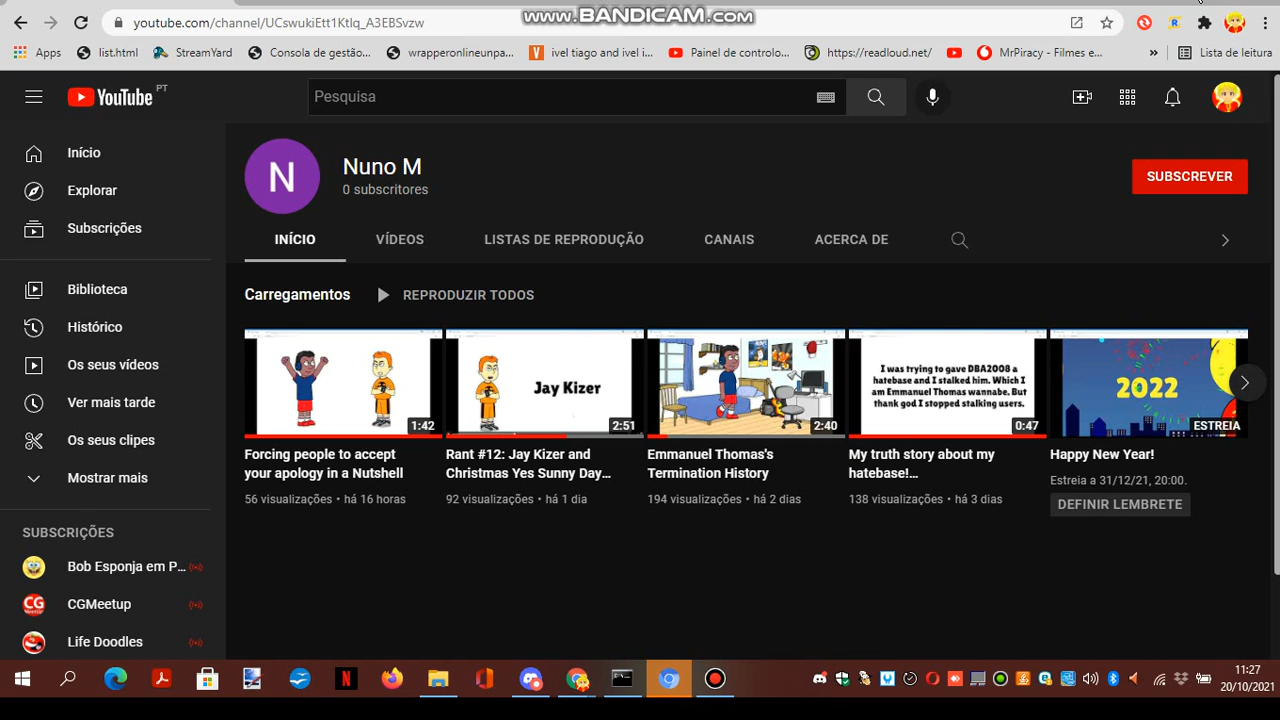 youtube.com/channel/UCswukiEtt1KtIq_A3EBSvzw
www.BANDICAM.com
Apps
list.html
StreamYard
Consola de gestão...
wrapperonlineunpa...
ivel tiago and ivel i...
Painel de controlo...
https://readloud.net/
MrPiracy - Filmes e...
»
Lista de leitura
YouTube PT
Pesquisa
Início
Explorar
Subscrições
Biblioteca
Histórico
Os seus vídeos
Ver mais tarde
Os seus clipes
Mostrar mais
SUBSCRIÇÕES
Bob Esponja em P...
CGMeetup
Life Doodles
N
Nuno M
0 subscritores
SUBSCREVER
INÍCIO
VÍDEOS
LISTAS DE REPRODUÇÃO
CANAIS
ACERCA DE
Carregamentos
REPRODUZIR TODOS
1:42
Forcing people to accept
your apology in a Nutshell
56 visualizações • há 16 horas
Jay Kizer
2:51
Rant #12: Jay Kizer and
Christmas Yes Sunny Day...
92 visualizações • há 1 dia
2:40
Emmanuel Thomas's
Termination History
194 visualizações • há 2 dias
I was trying to gave DBA2008 a
hatebase and I stalked him. Which I
am Emmanuel Thomas wannabe. But
thank god I stopped stalking users.
0:47
My truth story about my
hatebase!...
138 visualizações • há 3 dias
2022
ESTREIA
Happy New Year!
Estreia a 31/12/21, 20:00.
DEFINIR LEMBRETE
11:27
20/10/2021